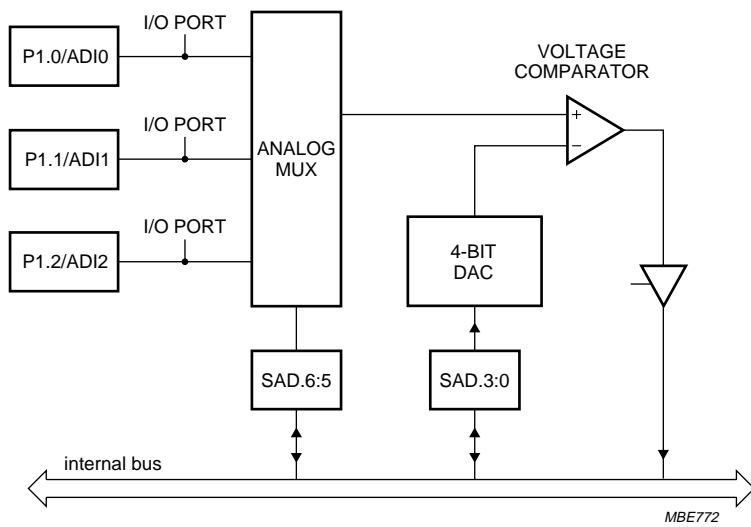 I/O PORT
P1.0/ADI0
I/O PORT
P1.1/ADI1
I/O PORT
P1.2/ADI2
ANALOG
MUX
VOLTAGE
COMPARATOR
+
−
4-BIT
DAC
SAD.6:5
SAD.3:0
internal bus
MBE772